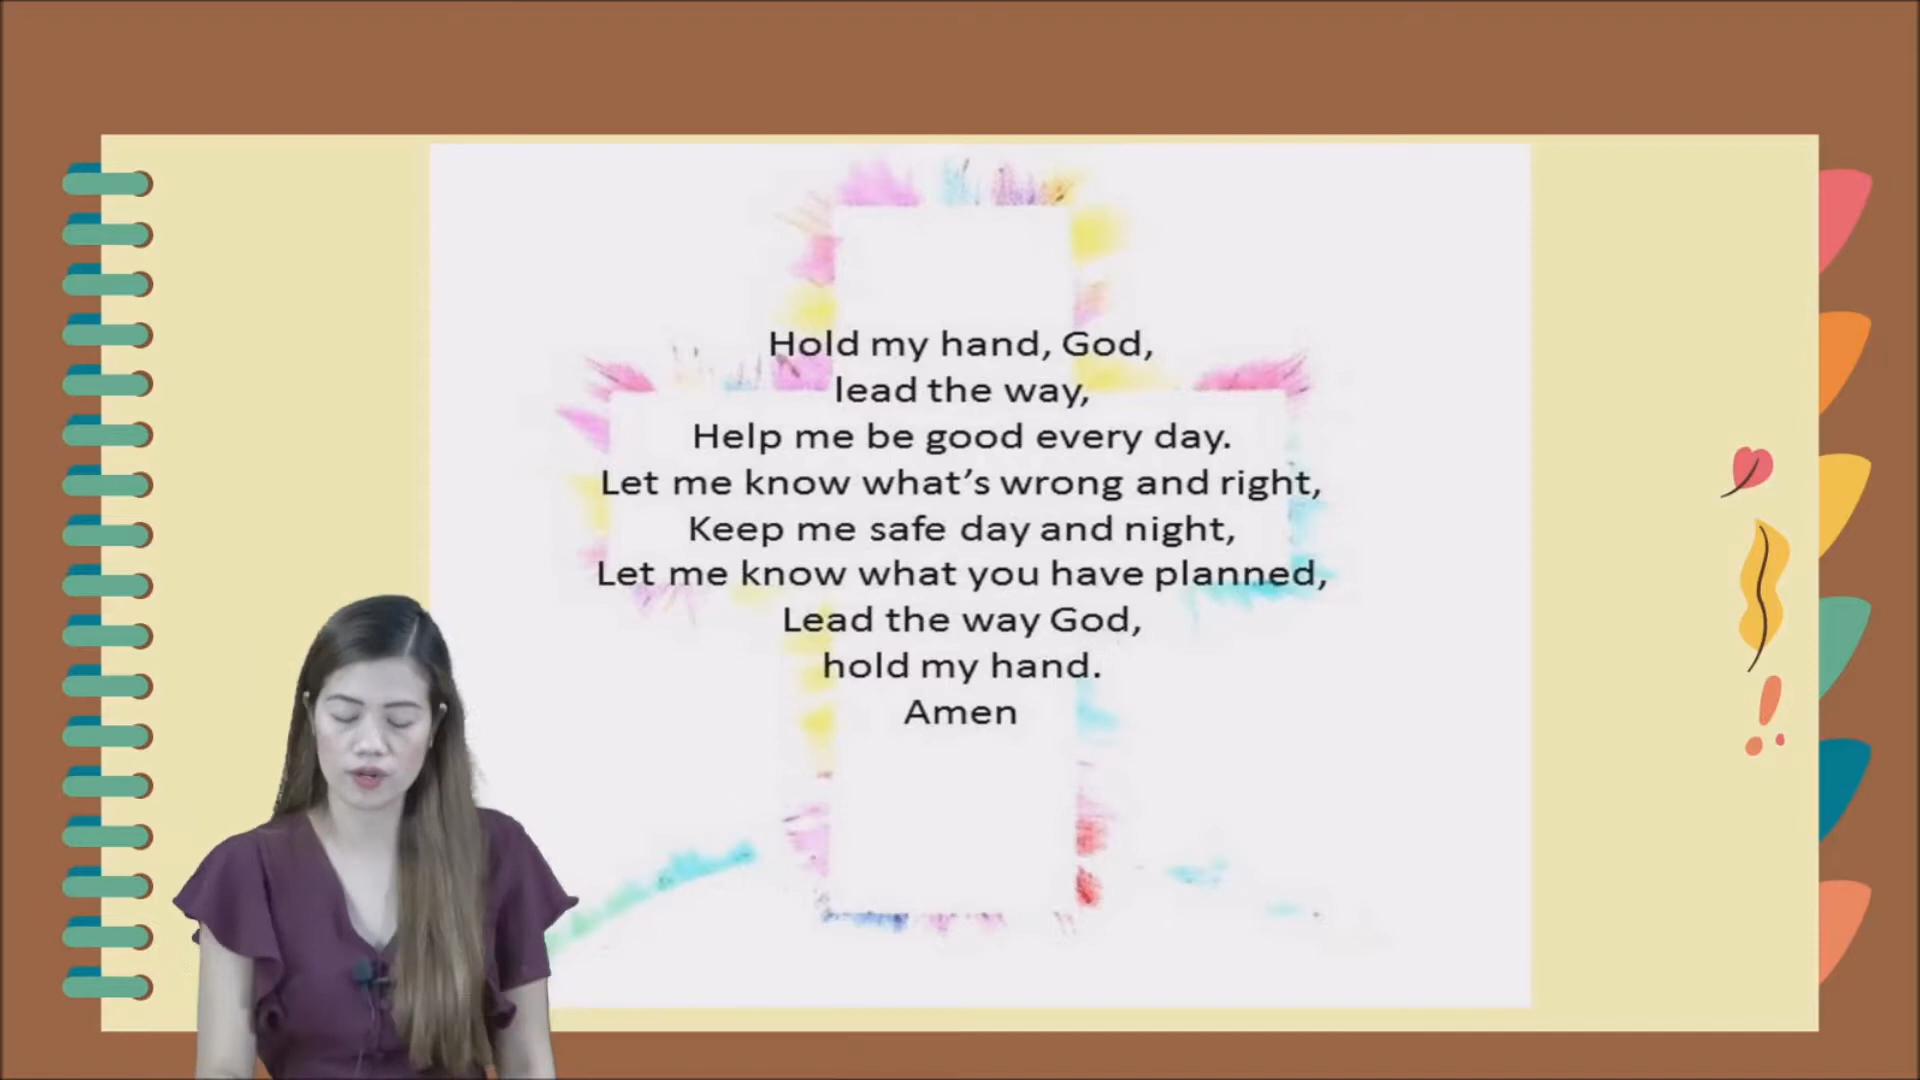 Hold my hand, God,
lead the way,
Help me be good every day.
Let me know what's wrong and right,
Keep me safe day and night,
Let me know what you have planned,
Lead the way God,
hold my hand.
Amen